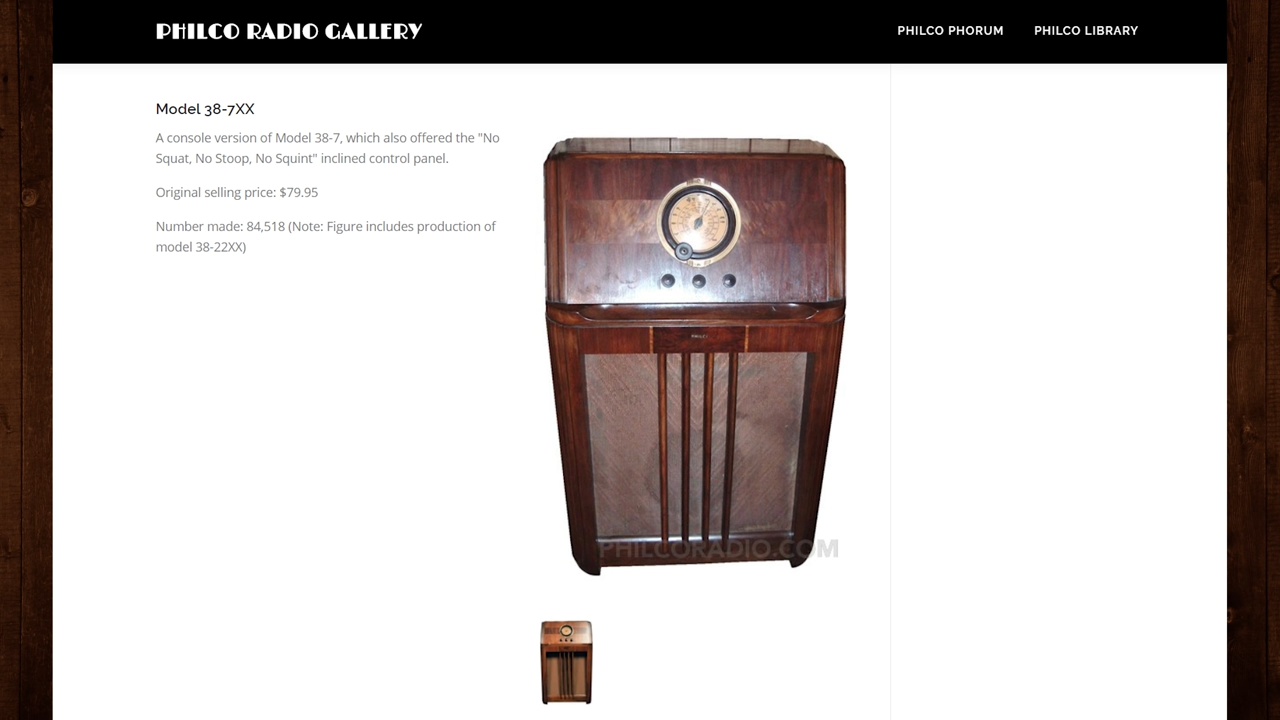 PHILCO RADIO GALLERY
PHILCO PHORUM
PHILCO LIBRARY
Model 38-7XX
A console version of Model 38-7, which also offered the "No
Squat, No Stoop, No Squint" inclined control panel.
Original selling price: $79.95
Number made: 84,518 (Note: Figure includes production of
model 38-22XX)
PHILCO
PHILCORADIO.COM